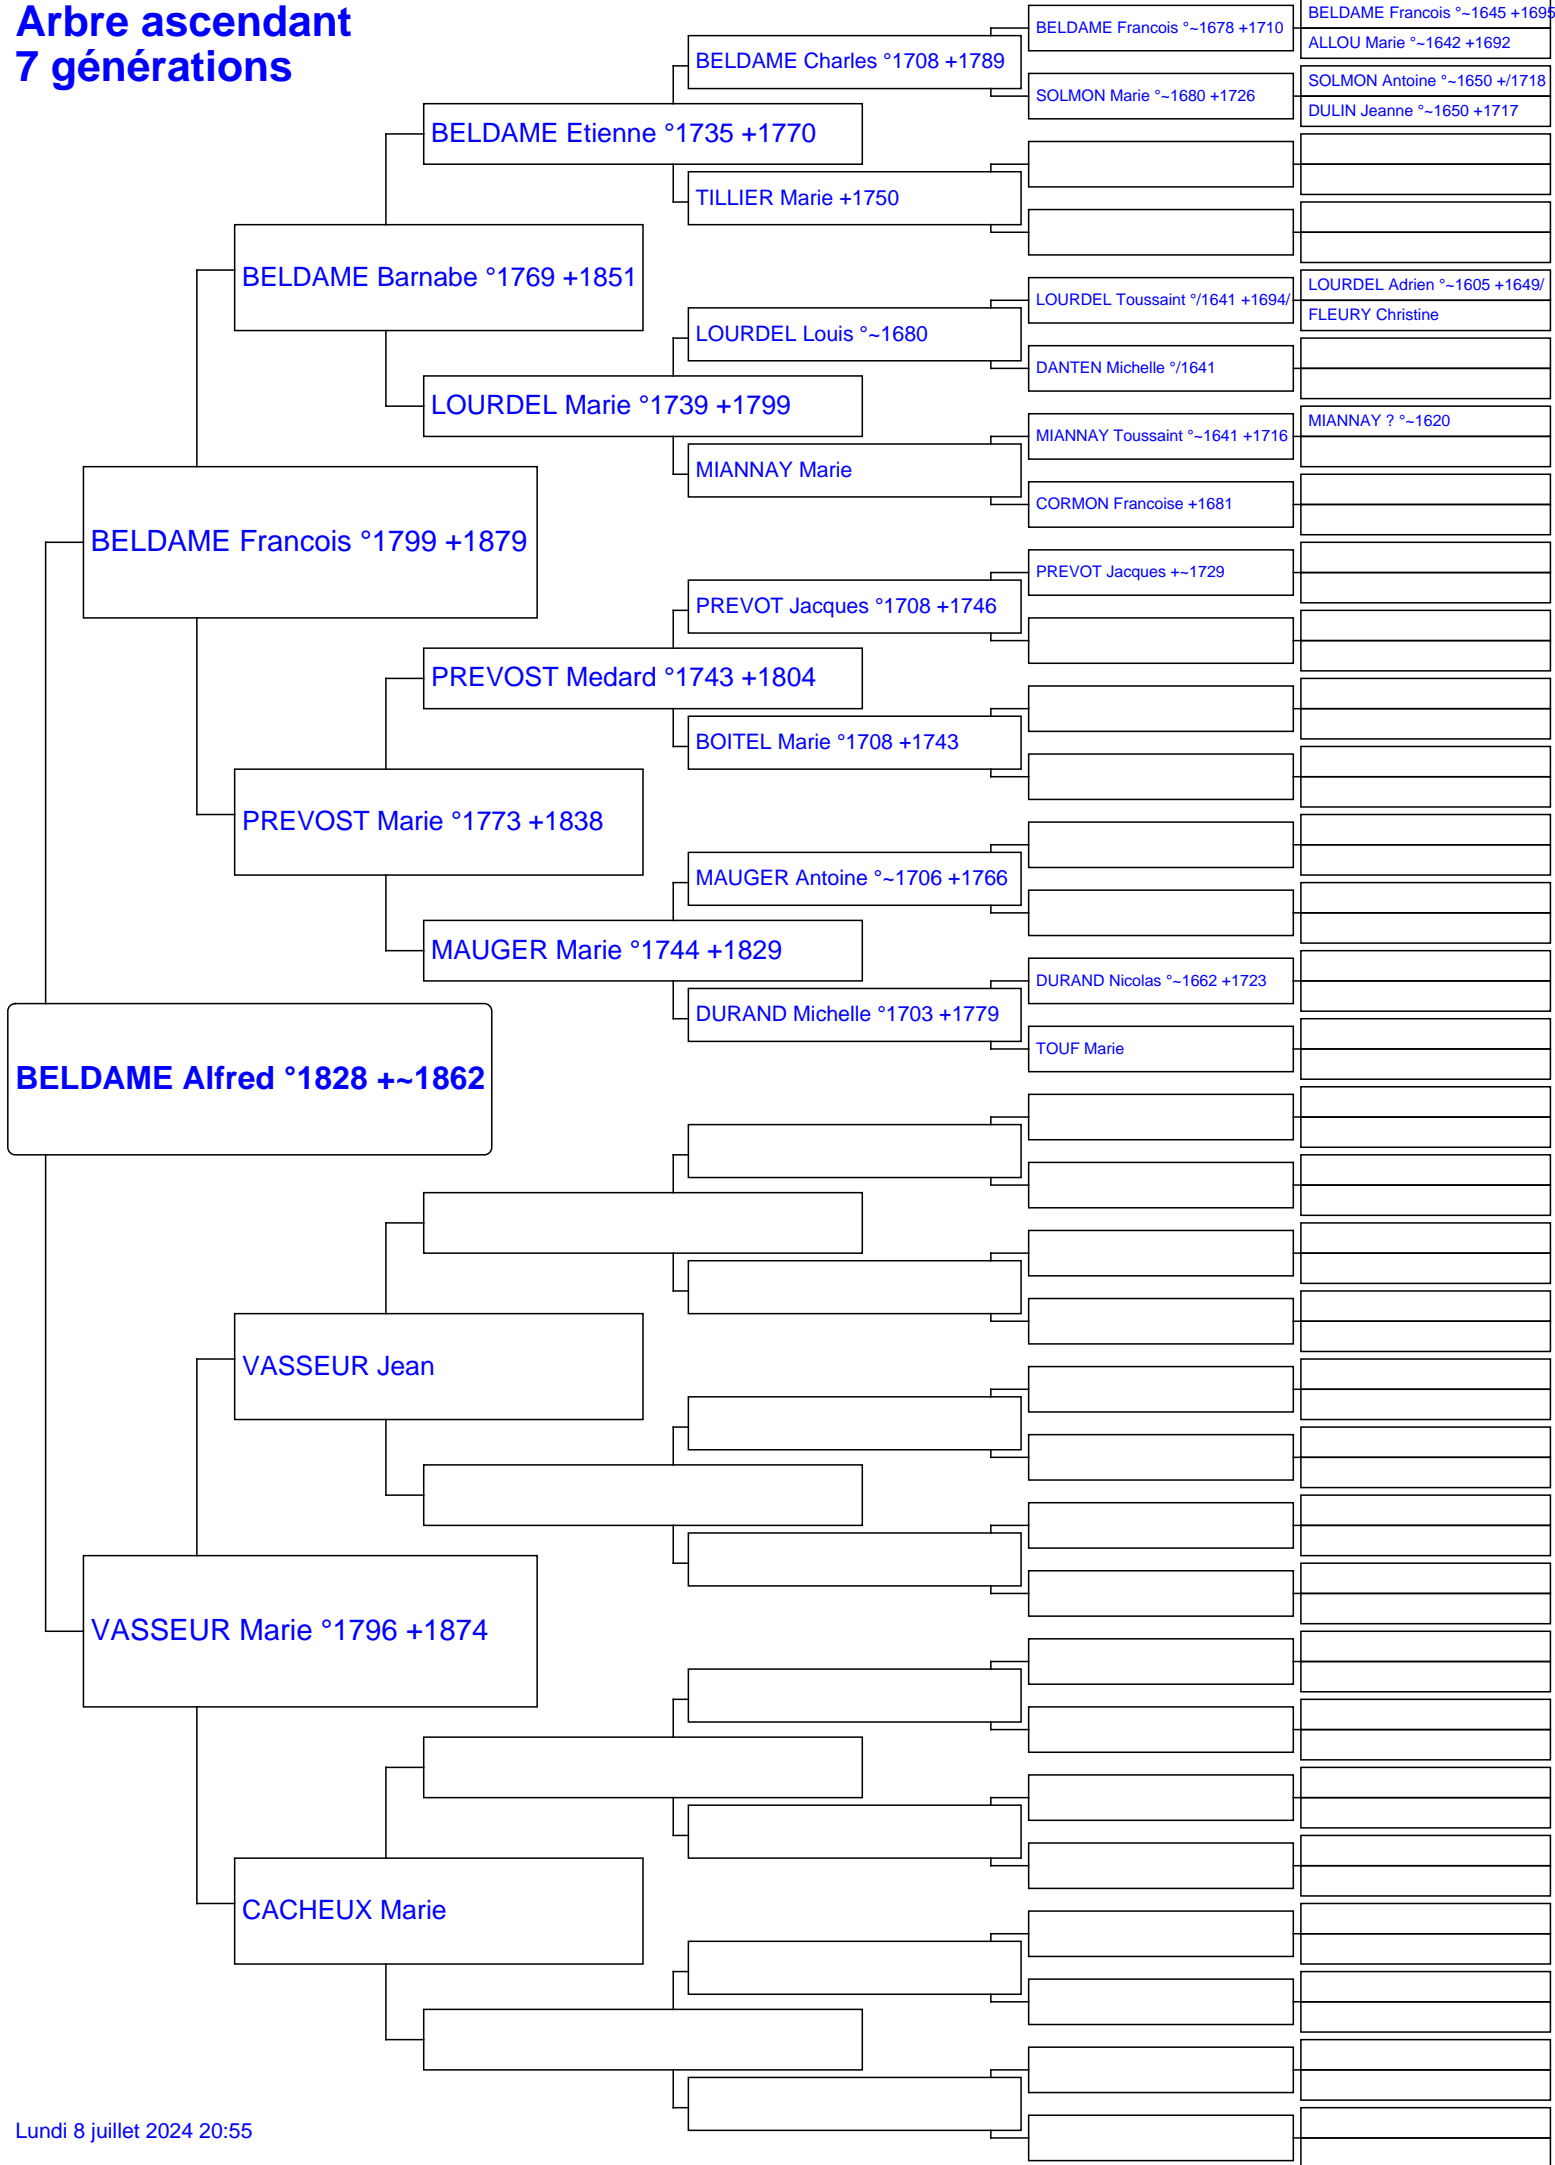 Arbre ascendant
7 générations
BELDAME Francois °~1645 +1695
BELDAME Francois °~1678 +1710
ALLOU Marie °~1642 +1692
BELDAME Charles °1708 +1789
SOLMON Antoine °~1650 +/1718
SOLMON Marie °~1680 +1726
DULIN Jeanne °~1650 +1717
BELDAME Etienne °1735 +1770
TILLIER Marie +1750
BELDAME Barnabe °1769 +1851
LOURDEL Adrien °~1605 +1649/
LOURDEL Toussaint °/1641 +1694/
FLEURY Christine
LOURDEL Louis °~1680
DANTEN Michelle °/1641
LOURDEL Marie °1739 +1799
MIANNAY ? °~1620
MIANNAY Toussaint °~1641 +1716
MIANNAY Marie
CORMON Francoise +1681
BELDAME Francois °1799 +1879
PREVOT Jacques +~1729
PREVOT Jacques °1708 +1746
PREVOST Medard °1743 +1804
BOITEL Marie °1708 +1743
PREVOST Marie °1773 +1838
MAUGER Antoine °~1706 +1766
MAUGER Marie °1744 +1829
DURAND Nicolas °~1662 +1723
DURAND Michelle °1703 +1779
TOUF Marie
BELDAME Alfred °1828 +~1862
VASSEUR Jean
VASSEUR Marie °1796 +1874
CACHEUX Marie
Lundi 8 juillet 2024 20:55